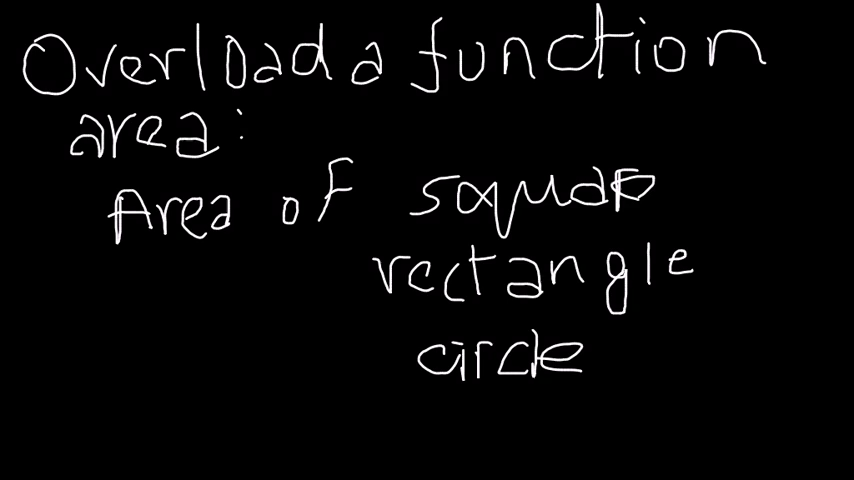 Overload a function
area:
Area of square
rectangle
circle